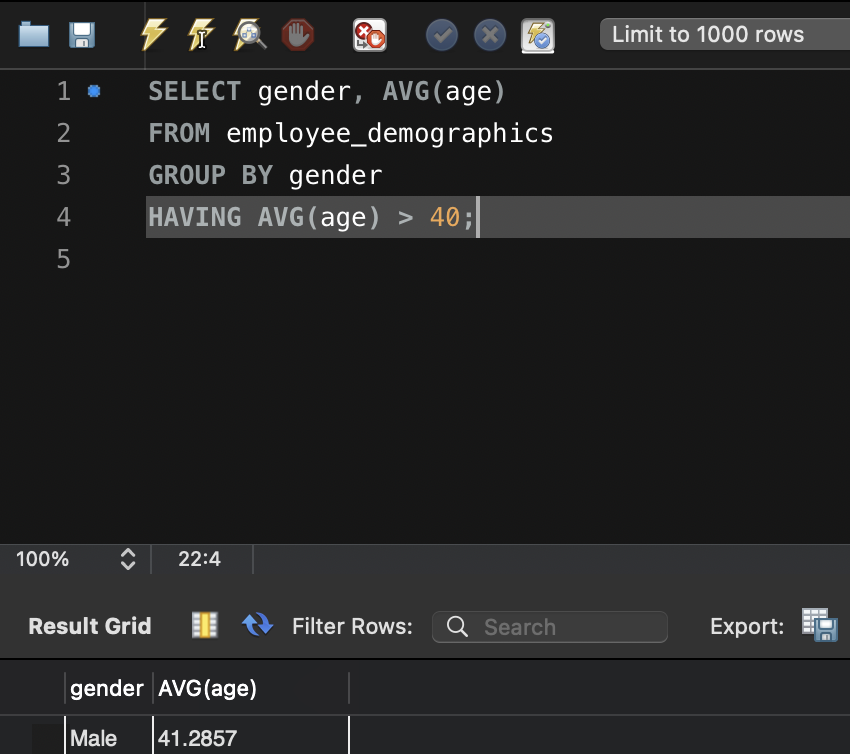 Limit to 1000 rows
1 SELECT gender, AVG(age)
2 FROM employee_demographics
3 GROUP BY gender
4 HAVING AVG(age) > 40;
5
100% 22:4
Result Grid Filter Rows: Search Export:
gender AVG(age)
Male 41.2857